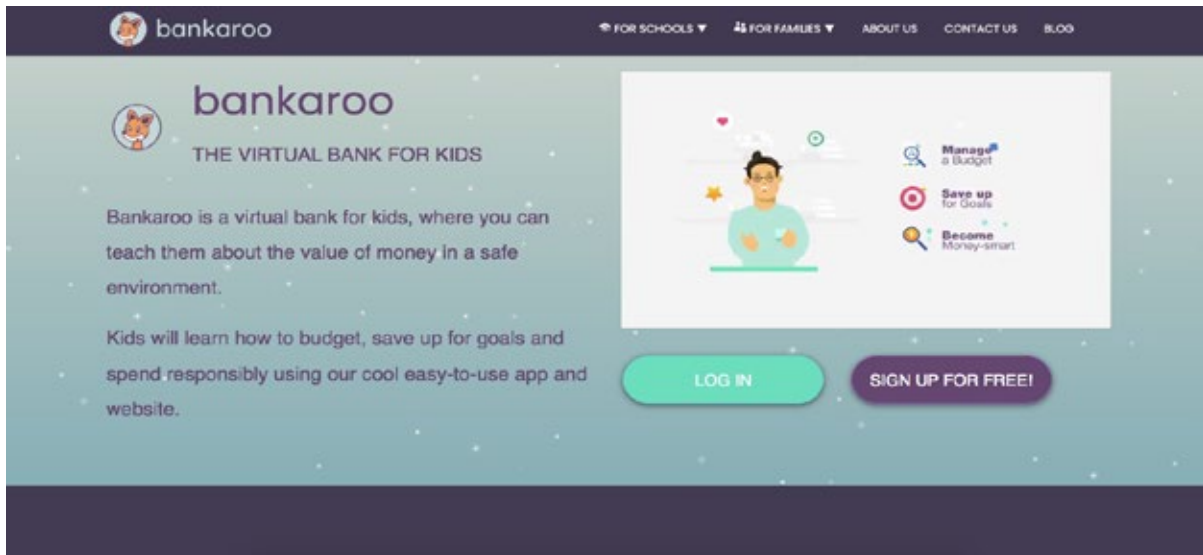 bankaroo
FOR SCHOOLS ▼
FOR FAMILIES ▼
ABOUT US
CONTACT US
BLOG
bankaroo
THE VIRTUAL BANK FOR KIDS
Bankaroo is a virtual bank for kids, where you can
teach them about the value of money in a safe
environment.
Kids will learn how to budget, save up for goals and
spend responsibly using our cool easy-to-use app and
website.
Manage
a Budget
Save up
for Goals
Become
Money-smart
LOG IN
SIGN UP FOR FREE!